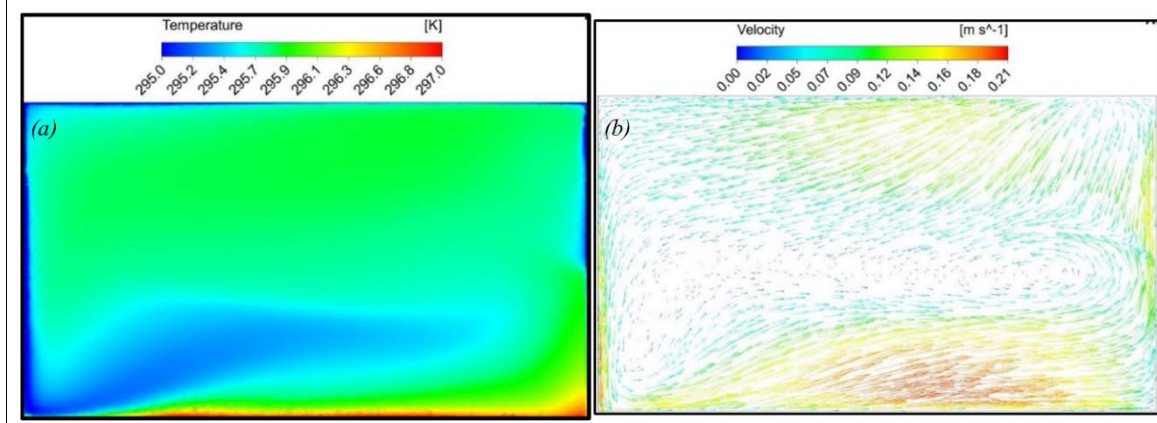 Temperature [K]
295.0 295.2 295.4 295.7 295.9 296.1 296.3 296.6 296.8 297.0
(a)
Velocity [m s^-1]
0.00 0.02 0.05 0.07 0.09 0.12 0.14 0.16 0.18 0.21
(b)